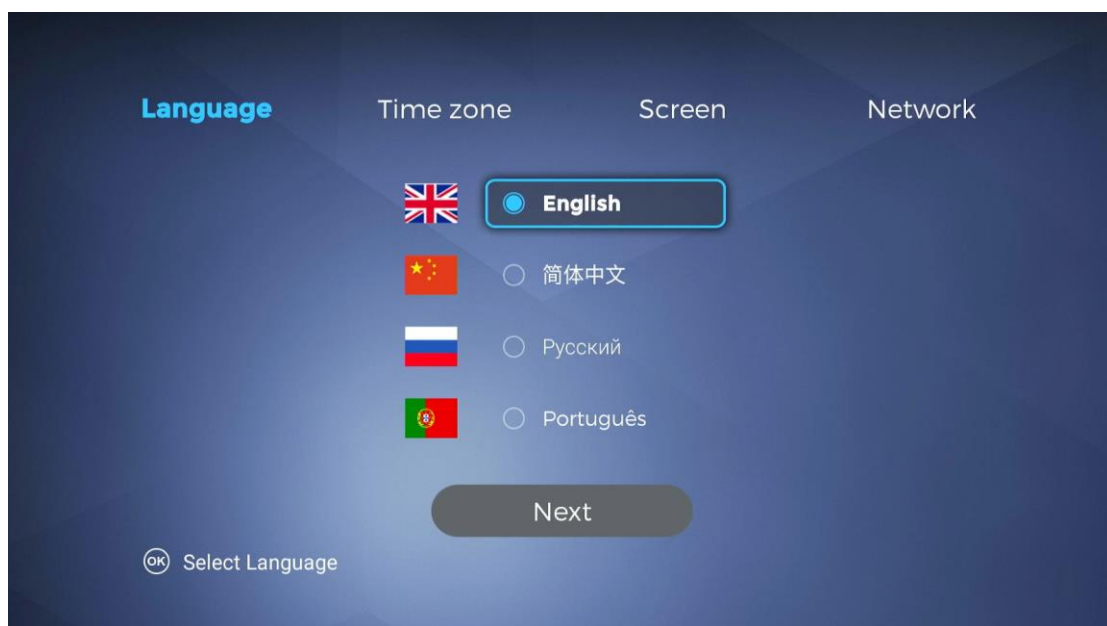 Language Time zone Screen Network
English
简体中文
Русский
Português
Next
OK Select Language